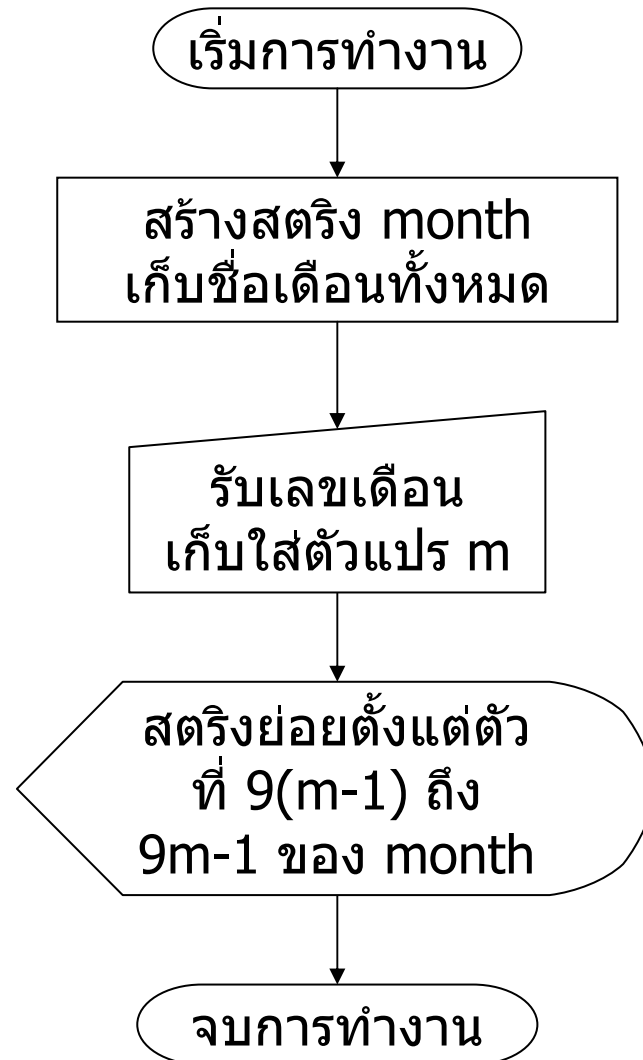 เริ่มการทำงาน
สร้างสตริง month
เก็บชื่อเดือนทั้งหมด
รับเลขเดือน
เก็บใส่ตัวแปร m
สตริงย่อยตั้งแต่ตัว
ที่ 9(m-1) ถึง
9m-1 ของ month
จบการทำงาน